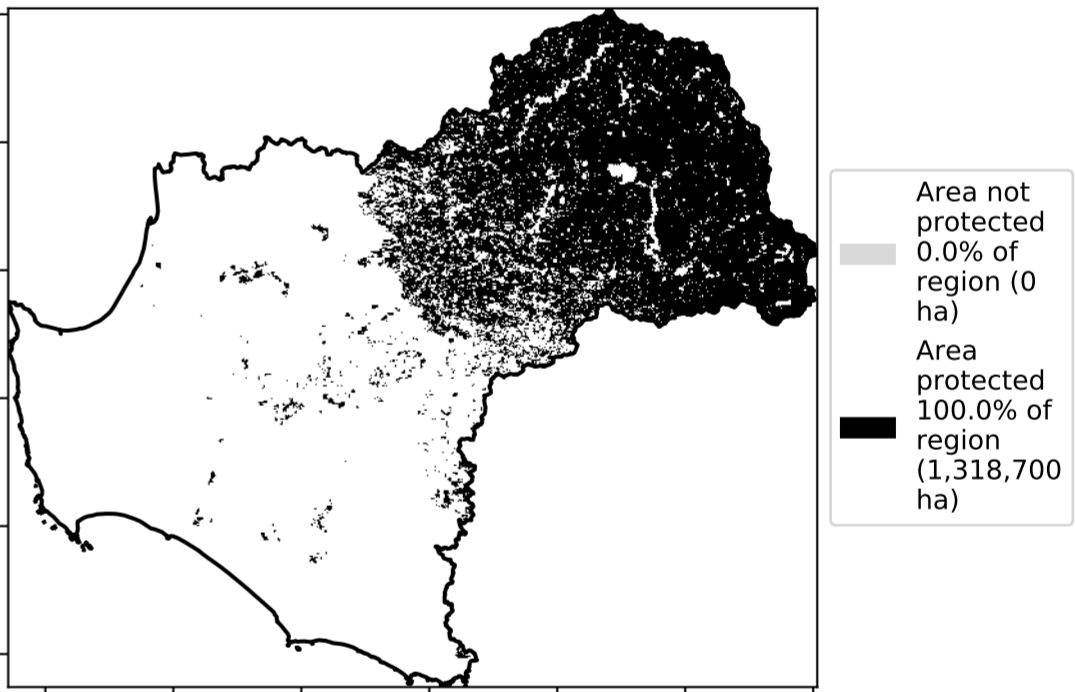 Area not
protected
0.0% of
region (0
ha)
Area
protected
100.0% of
region
(1,318,700
ha)